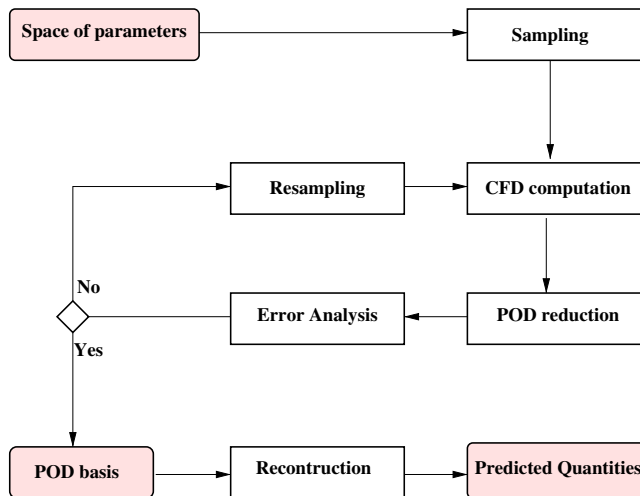 Space of parameters
Sampling
Resampling
CFD computation
No
Error Analysis
POD reduction
Yes
POD basis
Recontruction
Predicted Quantities